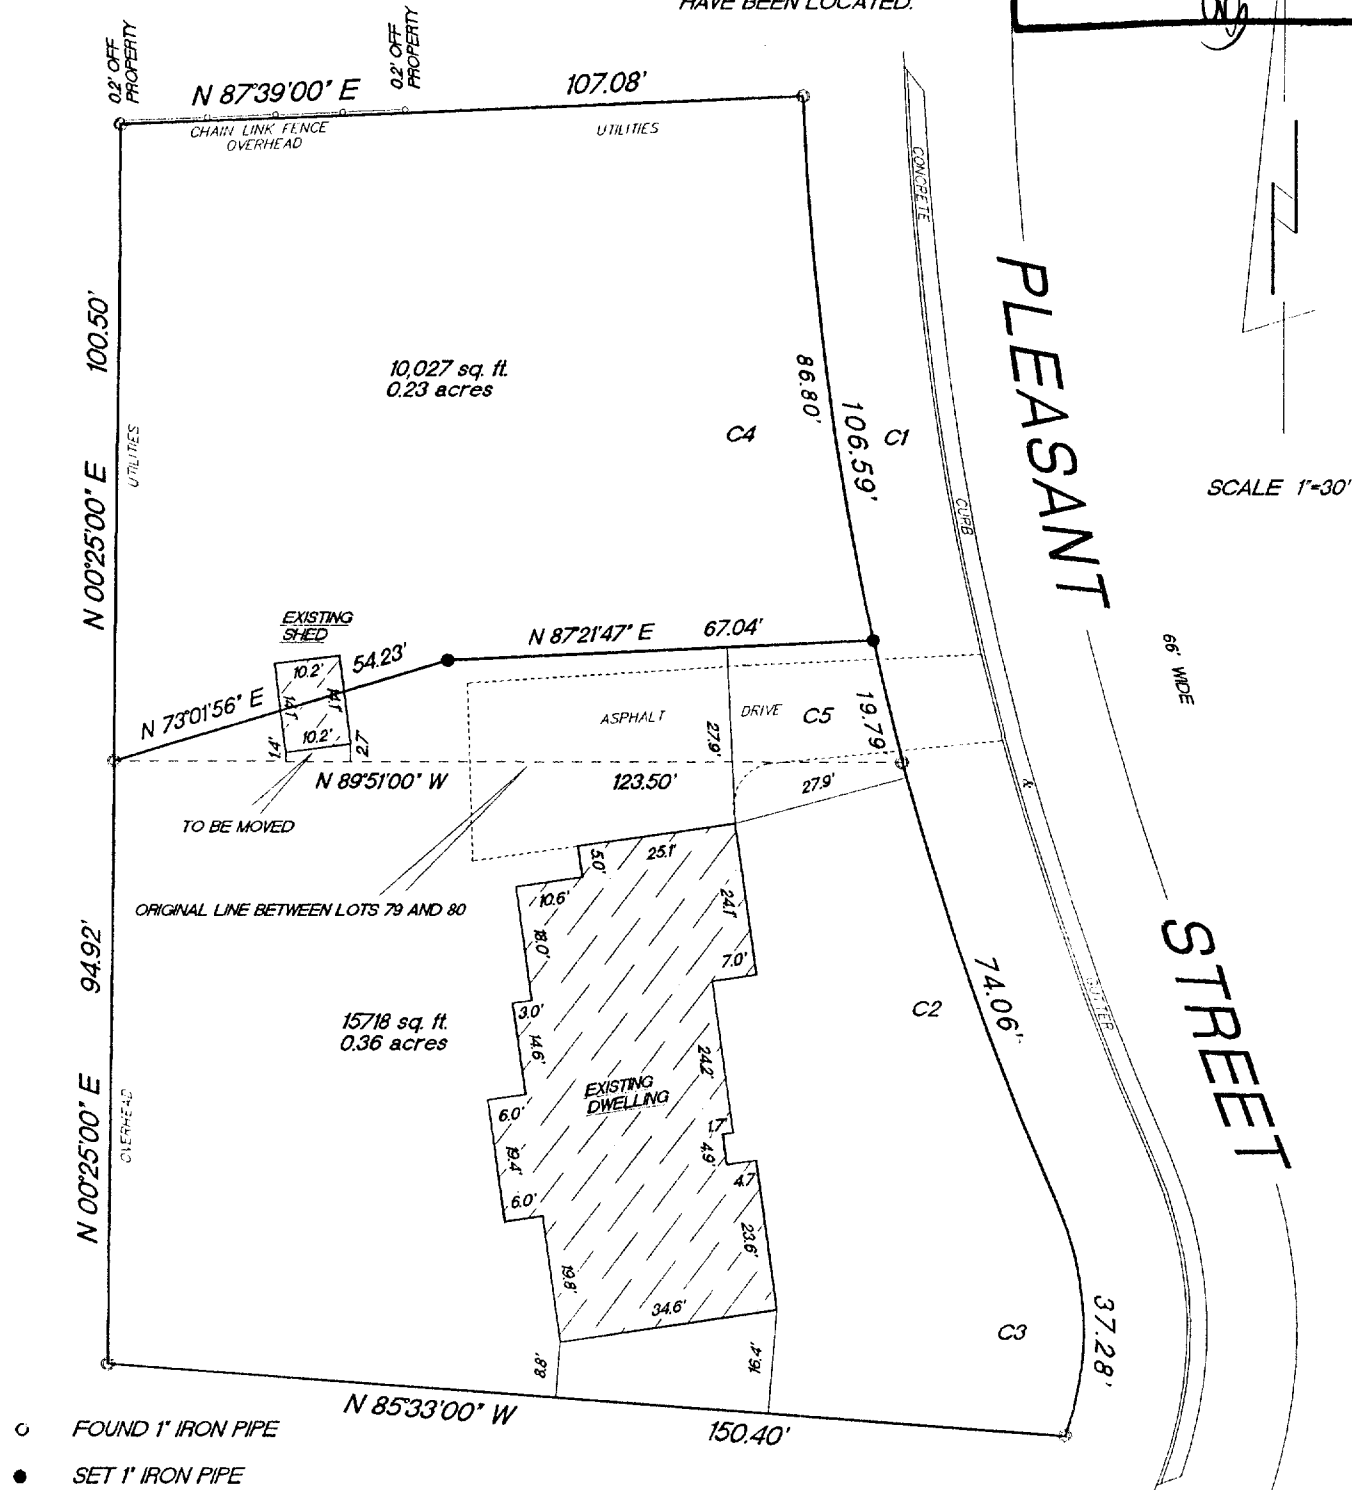 HAVE BEEN LOCATED.
0.2' OFF
PROPERTY
0.2' OFF
PROPERTY
N 87°39'00" E
107.08'
CHAIN LINK FENCE
OVERHEAD
UTILITIES
CONCRETE
PLEASANT
100.50'
10,027 sq. ft.
0.23 acres
86.80'
106.59'
C4
C1
UTILITIES
SCALE 1"=30'
N 00°25'00" E
CURB
EXISTING
SHED
10.2'
54.23'
N 87°21'47" E
67.04'
66' WIDE
N 73°01'56" E
14.1'
14.1'
10.2'
1.4'
2.7'
ASPHALT
DRIVE
C5
19.79
27.9'
N 89°51'00" W
123.50'
27.9'
&
TO BE MOVED
5.0'
25.1'
10.6'
24.1'
ORIGINAL LINE BETWEEN LOTS 79 AND 80
STREET
94.92'
18.0'
7.0'
74.06'
3.0'
C2
GUTTER
15718 sq. ft.
0.36 acres
14.6'
24.2'
EXISTING
DWELLING
6.0'
1.7'
4.9'
N 00°25'00" E
OVERHEAD
19.4'
4.7
6.0'
23.6'
19.8'
34.6'
C3
37.28'
8.8'
16.4'
N 85°33'00" W
150.40'
FOUND 1" IRON PIPE
SET 1" IRON PIPE